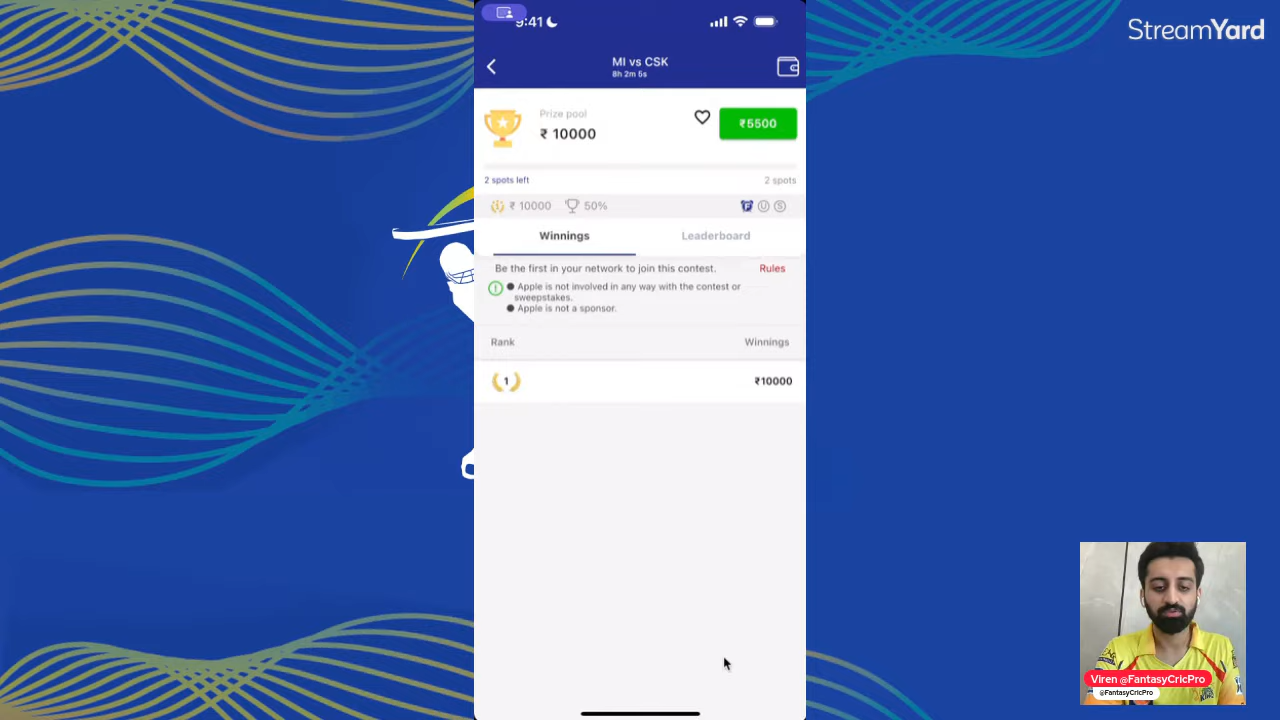 StreamYard
9:41
MI vs CSK
8h 2m 5s
Prize pool
₹ 10000
₹5500
2 spots left
2 spots
₹ 10000
50%
F U S
Winnings
Leaderboard
Be the first in your network to join this contest.
Rules
● Apple is not involved in any way with the contest or
sweepstakes.
● Apple is not a sponsor.
Rank
Winnings
1
₹10000
Viren @FantasyCricPro
@FantasyCricPro